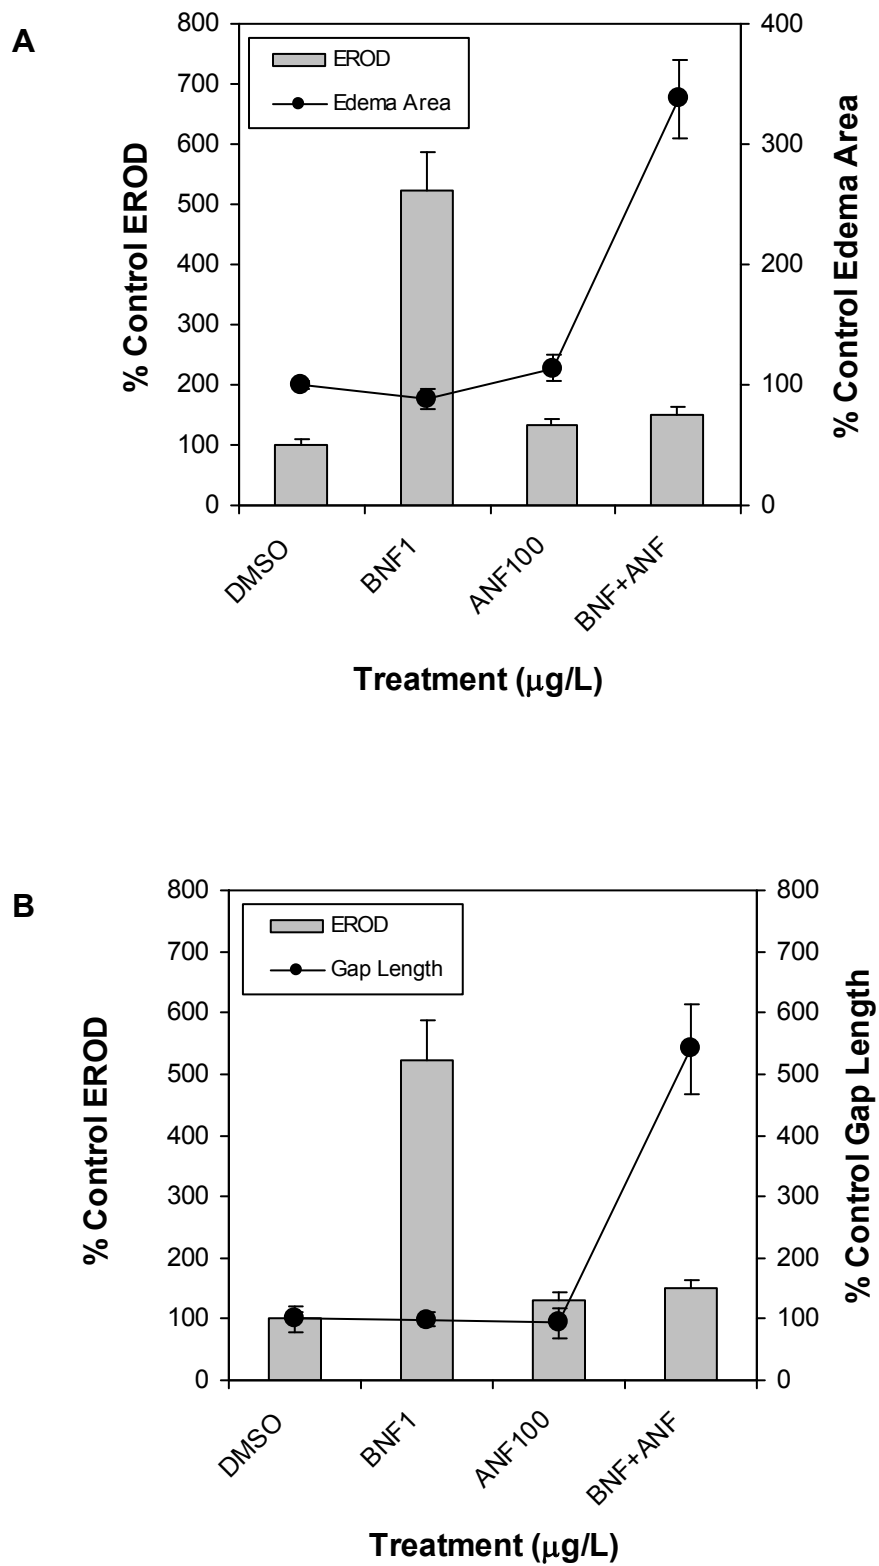 A
800
700
600
500
400
300
200
100
0
% Control EROD
EROD
Edema Area
400
300
200
100
0
% Control Edema Area
DMSO
BNF1
ANF100
BNF+ANF
Treatment (μg/L)
B
800
700
600
500
400
300
200
100
0
% Control EROD
EROD
Gap Length
800
700
600
500
400
300
200
100
0
% Control Gap Length
DMSO
BNF1
ANF100
BNF+ANF
Treatment (μg/L)